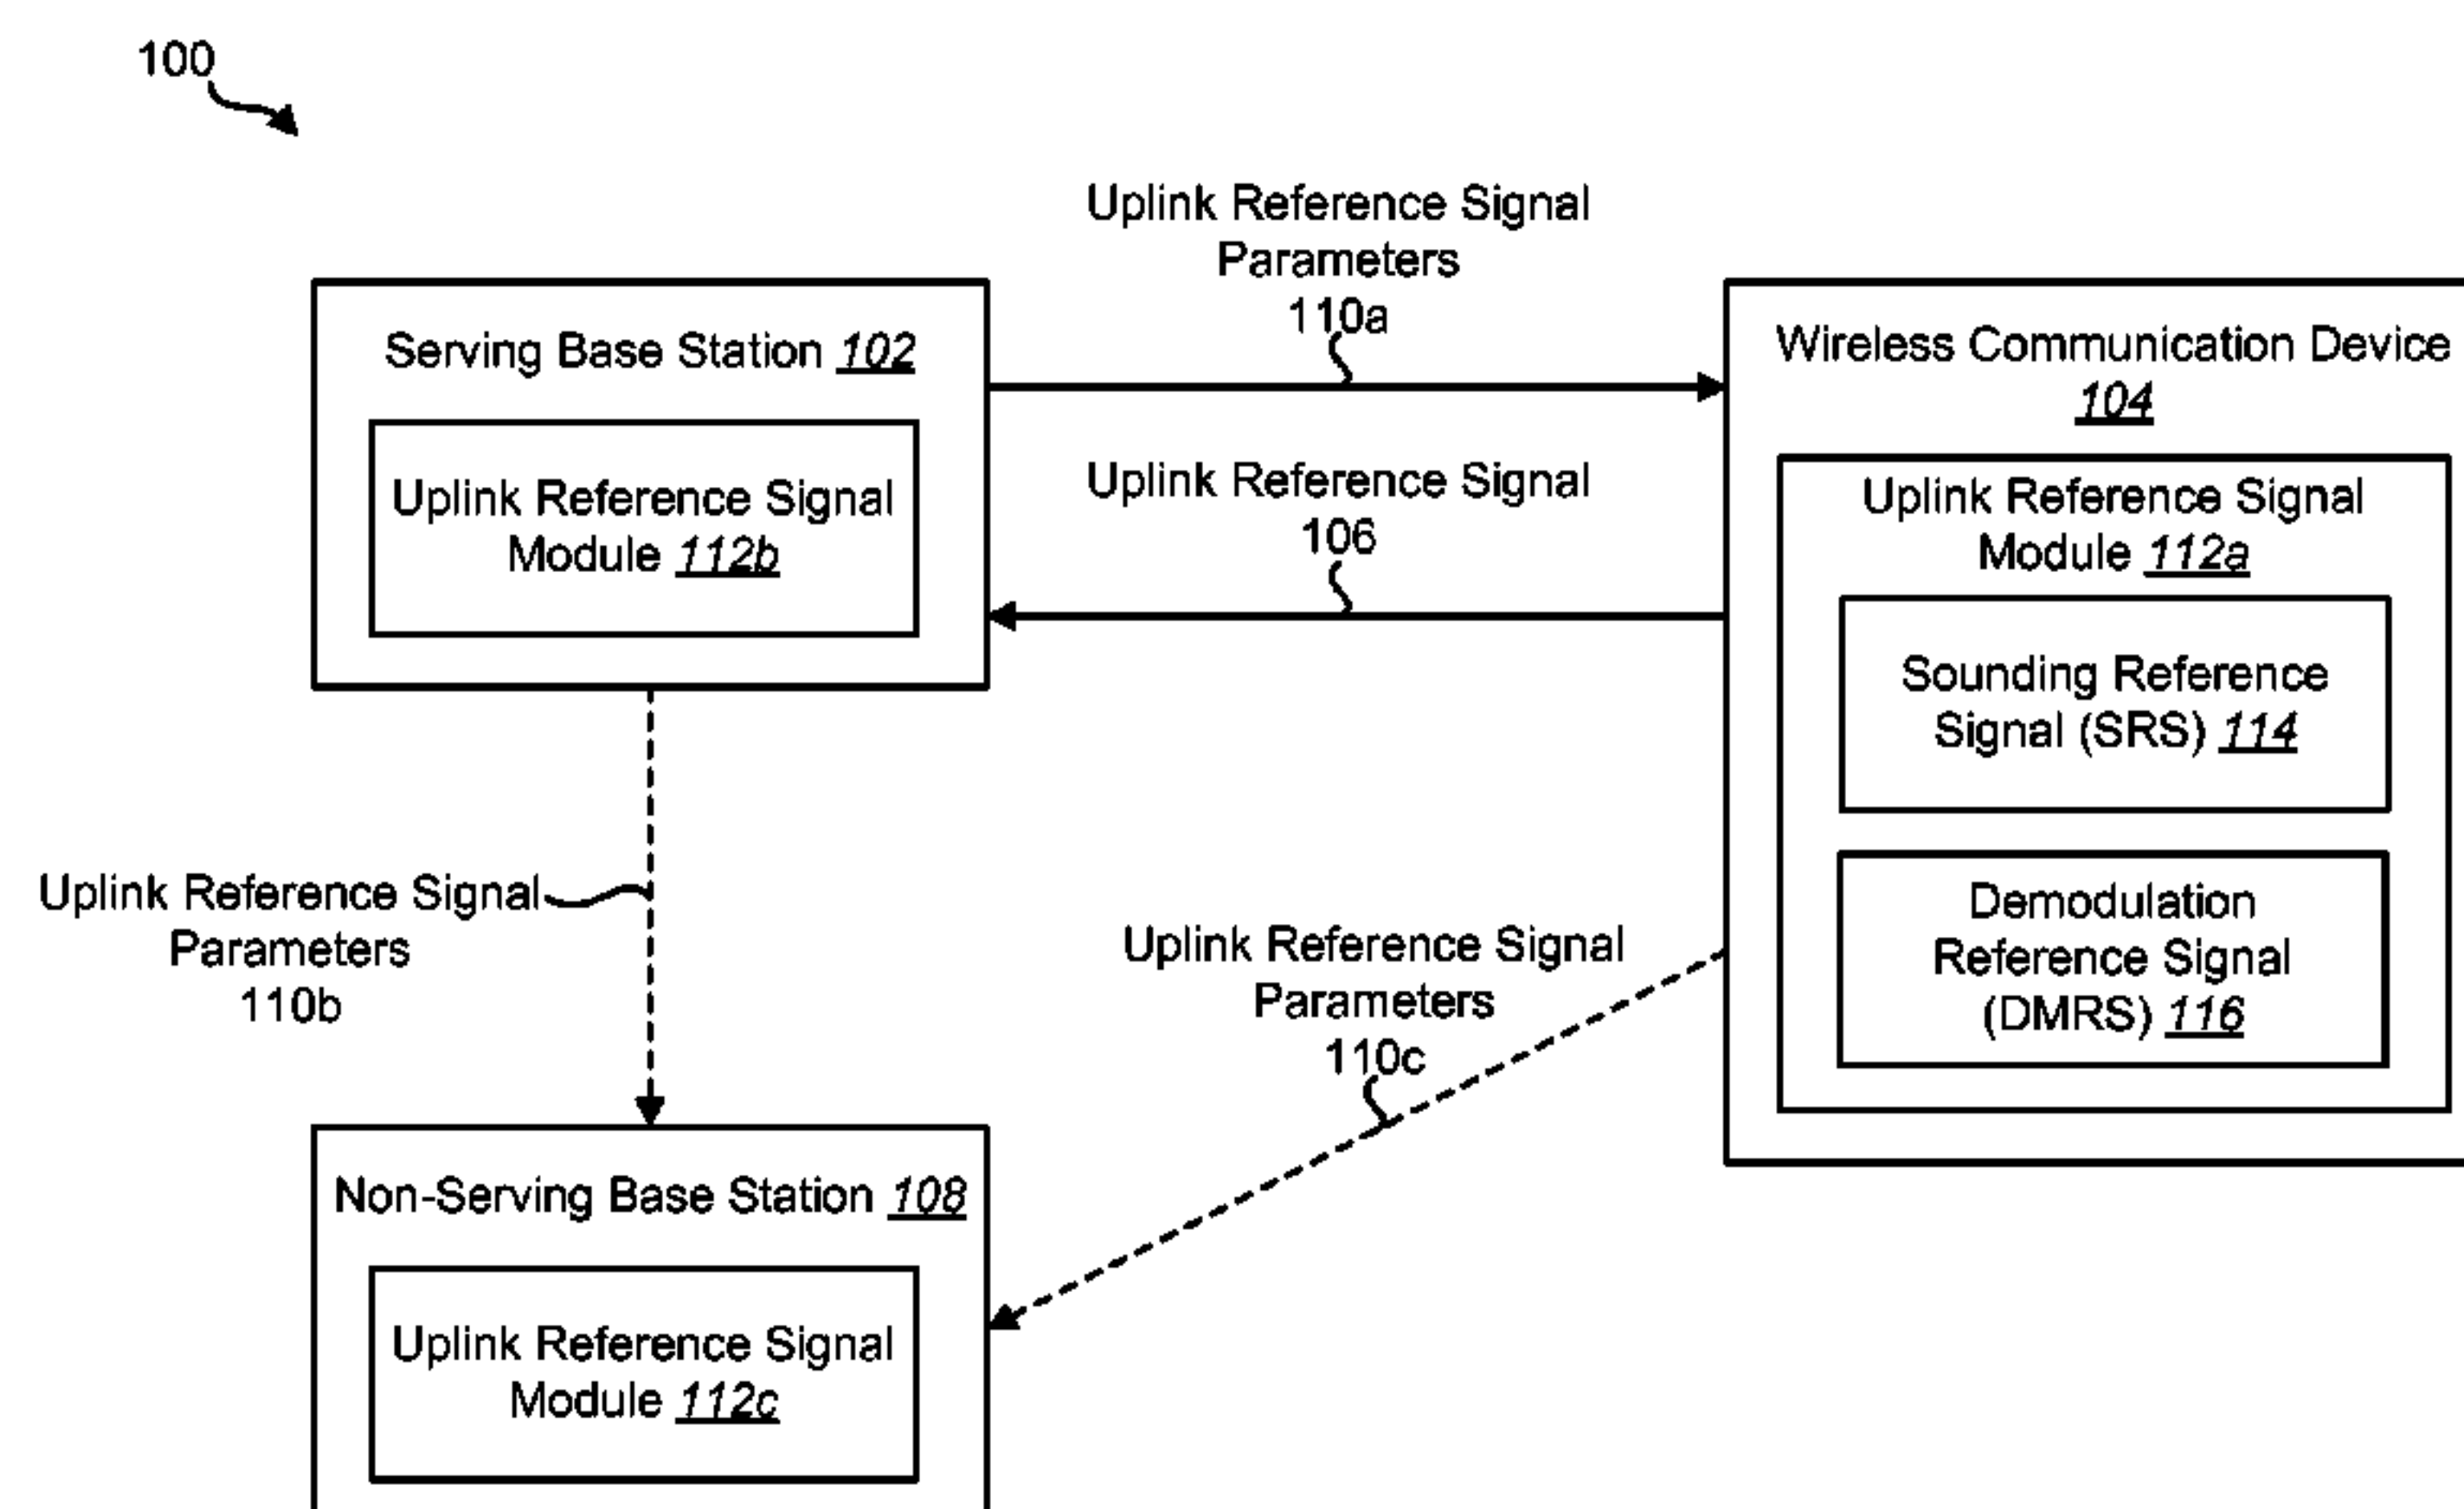 100
Uplink Reference Signal
Parameters
110a
Serving Base Station 102
Uplink Reference Signal
Module 112b
Uplink Reference Signal
106
Wireless Communication Device
104
Uplink Reference Signal
Module 112a
Sounding Reference
Signal (SRS) 114
Demodulation
Reference Signal
(DMRS) 116
Uplink Reference Signal
Parameters
110b
Uplink Reference Signal
Parameters
110c
Non-Serving Base Station 108
Uplink Reference Signal
Module 112c